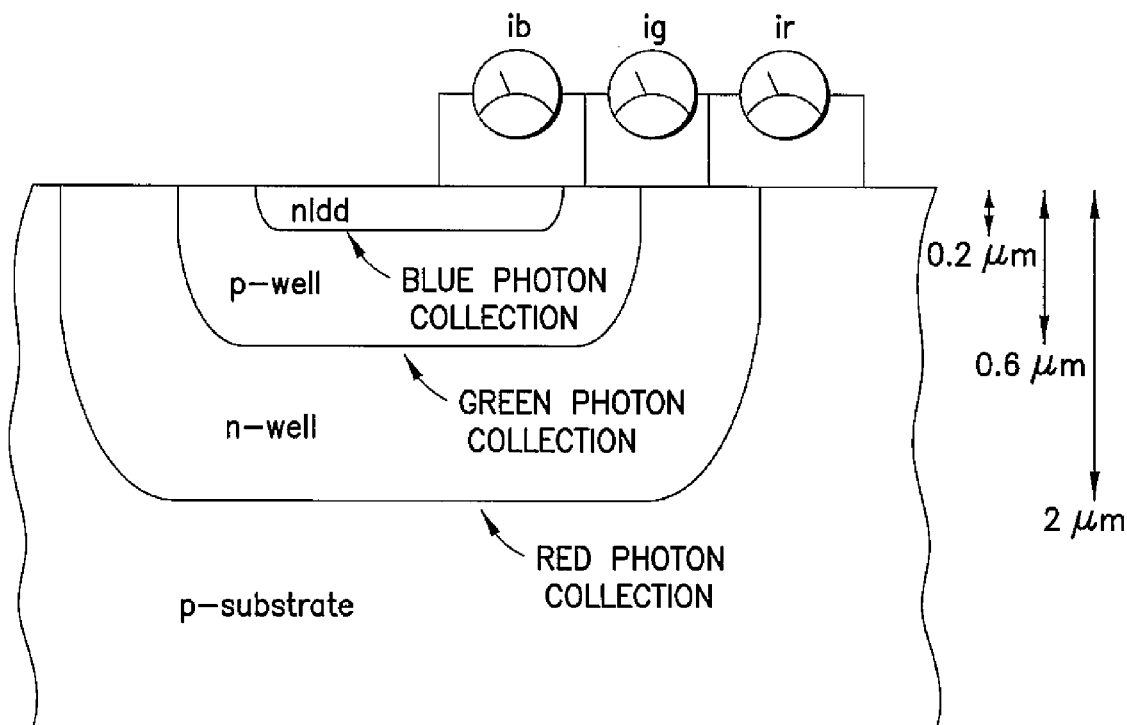 ib
ig
ir
nldd
0.2 μm
p-well
BLUE PHOTON
COLLECTION
0.6 μm
n-well
GREEN PHOTON
COLLECTION
2 μm
RED PHOTON
COLLECTION
p-substrate